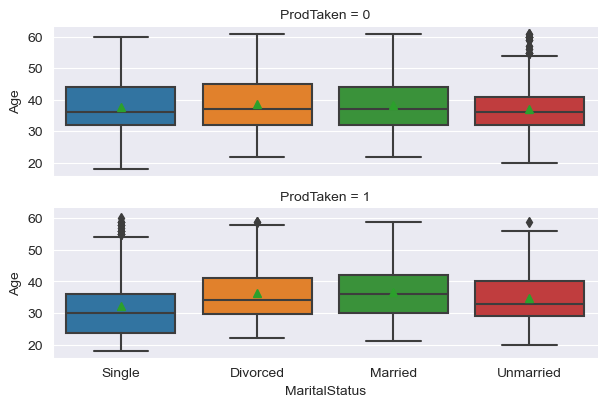 ProdTaken = 0
Age
60
50
40
30
20
ProdTaken = 1
Age
60
50
40
30
20
Single Divorced Married Unmarried
MaritalStatus